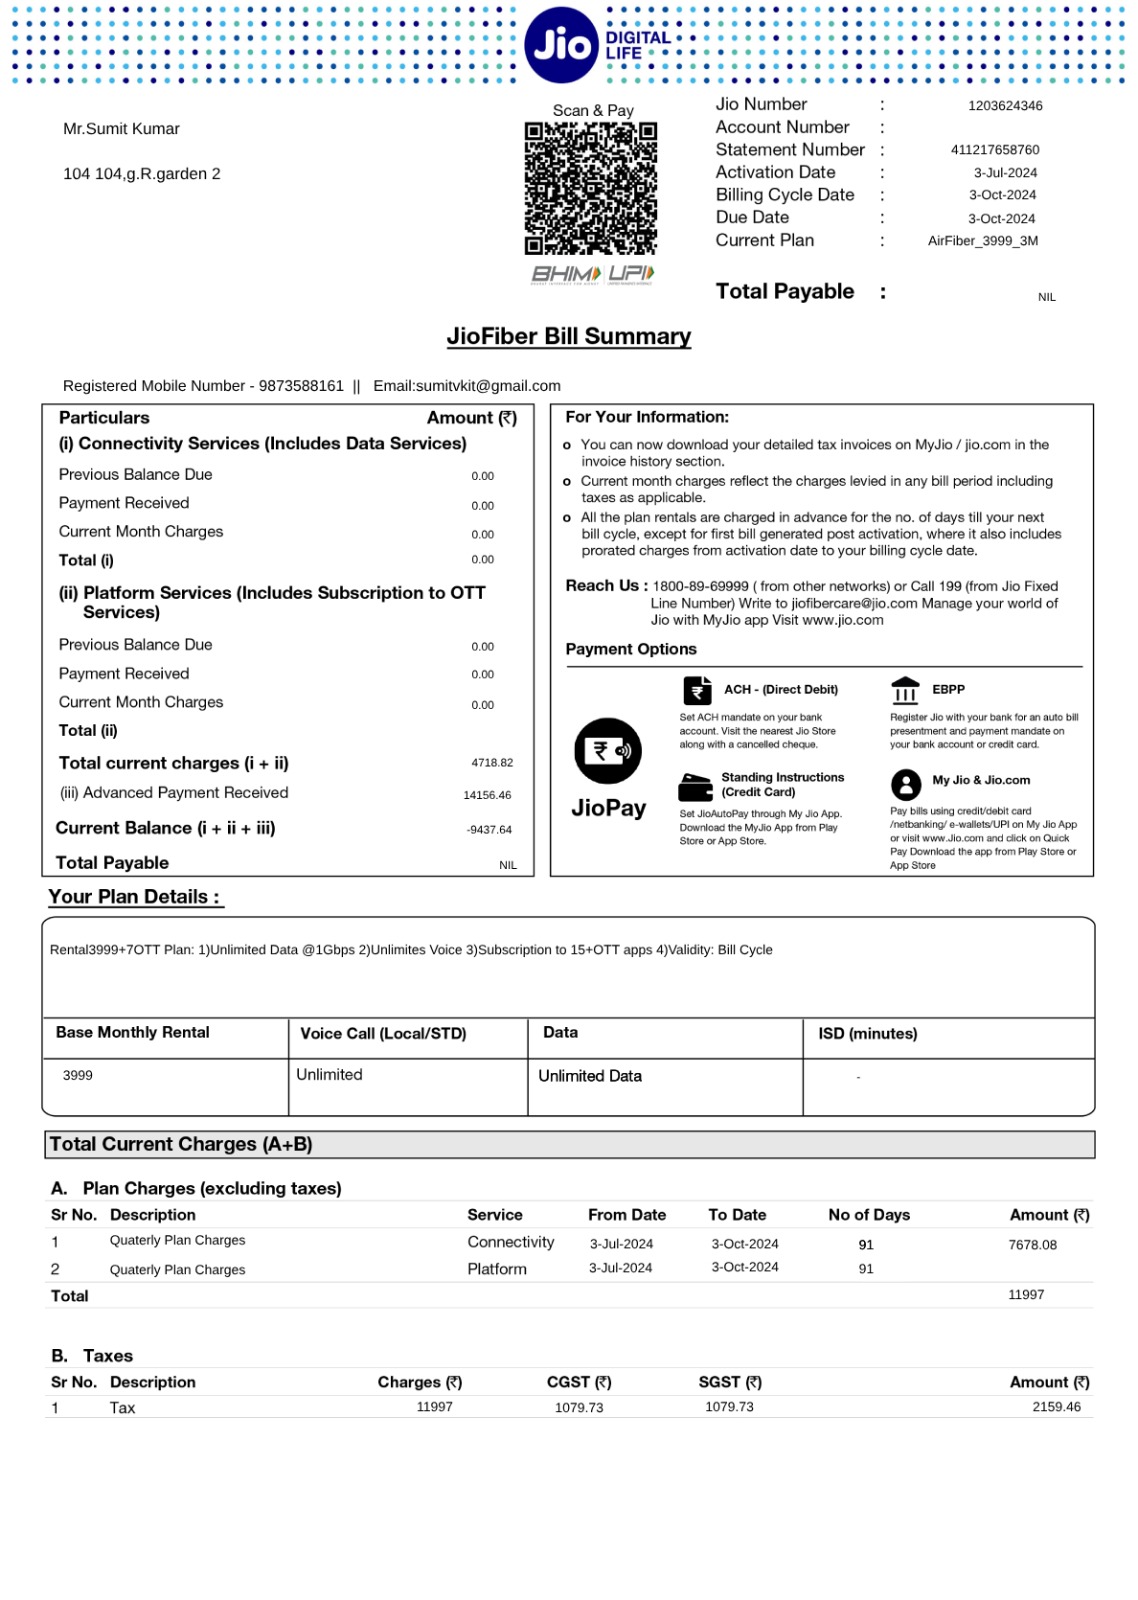 Jio DIGITAL LIFE
Mr.Sumit Kumar
104 104,g.R.garden 2
Scan & Pay
BHIM UPI
Jio Number : 1203624346
Account Number :
Statement Number : 411217658760
Activation Date : 3-Jul-2024
Billing Cycle Date : 3-Oct-2024
Due Date : 3-Oct-2024
Current Plan : AirFiber_3999_3M
Total Payable : NIL
JioFiber Bill Summary
Registered Mobile Number - 9873588161 || Email:sumitvkit@gmail.com
Particulars Amount (₹)
(i) Connectivity Services (Includes Data Services)
Previous Balance Due 0.00
Payment Received 0.00
Current Month Charges 0.00
Total (i) 0.00
(ii) Platform Services (Includes Subscription to OTT
Services)
Previous Balance Due 0.00
Payment Received 0.00
Current Month Charges 0.00
Total (ii)
Total current charges (i + ii) 4718.82
(iii) Advanced Payment Received 14156.46
Current Balance (i + ii + iii) -9437.64
Total Payable NIL
For Your Information:
o You can now download your detailed tax invoices on MyJio / jio.com in the
invoice history section.
o Current month charges reflect the charges levied in any bill period including
taxes as applicable.
o All the plan rentals are charged in advance for the no. of days till your next
bill cycle, except for first bill generated post activation, where it also includes
prorated charges from activation date to your billing cycle date.
Reach Us : 1800-89-69999 ( from other networks) or Call 199 (from Jio Fixed
Line Number) Write to jiofibercare@jio.com Manage your world of
Jio with MyJio app Visit www.jio.com
Payment Options
JioPay
ACH - (Direct Debit)
Set ACH mandate on your bank
account. Visit the nearest Jio Store
along with a cancelled cheque.
EBPP
Register Jio with your bank for an auto bill
presentment and payment mandate on
your bank account or credit card.
Standing Instructions
(Credit Card)
Set JioAutoPay through My Jio App.
Download the MyJio App from Play
Store or App Store.
My Jio & Jio.com
Pay bills using credit/debit card
/netbanking/ e-wallets/UPI on My Jio App
or visit www.Jio.com and click on Quick
Pay Download the app from Play Store or
App Store
Your Plan Details :
Rental3999+7OTT Plan: 1)Unlimited Data @1Gbps 2)Unlimites Voice 3)Subscription to 15+OTT apps 4)Validity: Bill Cycle
Base Monthly Rental Voice Call (Local/STD) Data ISD (minutes)
3999 Unlimited Unlimited Data -
Total Current Charges (A+B)
A. Plan Charges (excluding taxes)
Sr No. Description Service From Date To Date No of Days Amount (₹)
1 Quaterly Plan Charges Connectivity 3-Jul-2024 3-Oct-2024 91 7678.08
2 Quaterly Plan Charges Platform 3-Jul-2024 3-Oct-2024 91
Total 11997
B. Taxes
Sr No. Description Charges (₹) CGST (₹) SGST (₹) Amount (₹)
1 Tax 11997 1079.73 1079.73 2159.46